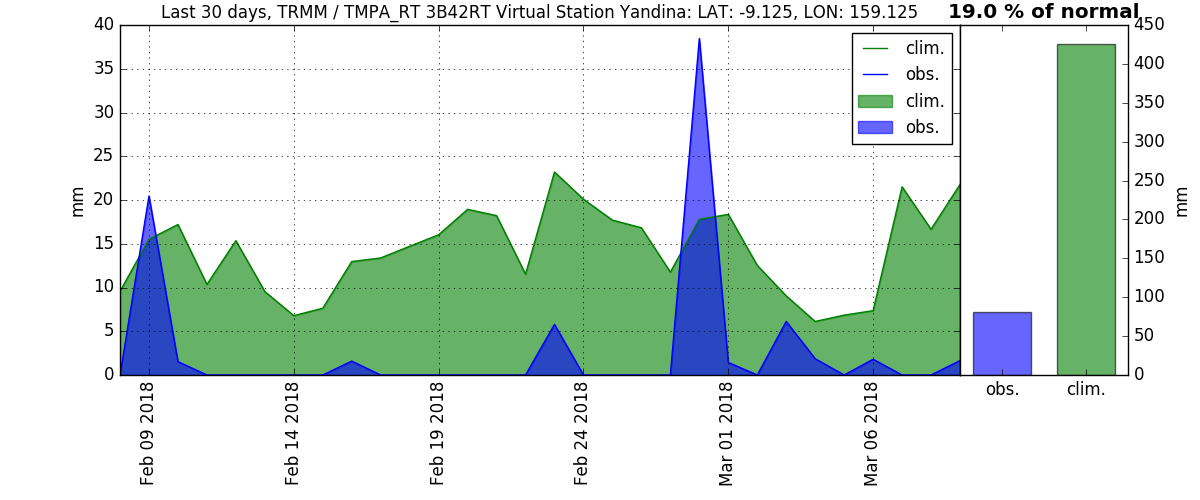 Last 30 days, TRMM / TMPA_RT 3B42RT Virtual Station Yandina: LAT: -9.125, LON: 159.125
19.0 % of normal
40
35
30
25
20
15
10
5
0
mm
clim.
obs.
clim.
obs.
450
400
350
300
250
200
150
100
50
0
mm
Feb 09 2018
Feb 14 2018
Feb 19 2018
Feb 24 2018
Mar 01 2018
Mar 06 2018
obs.
clim.